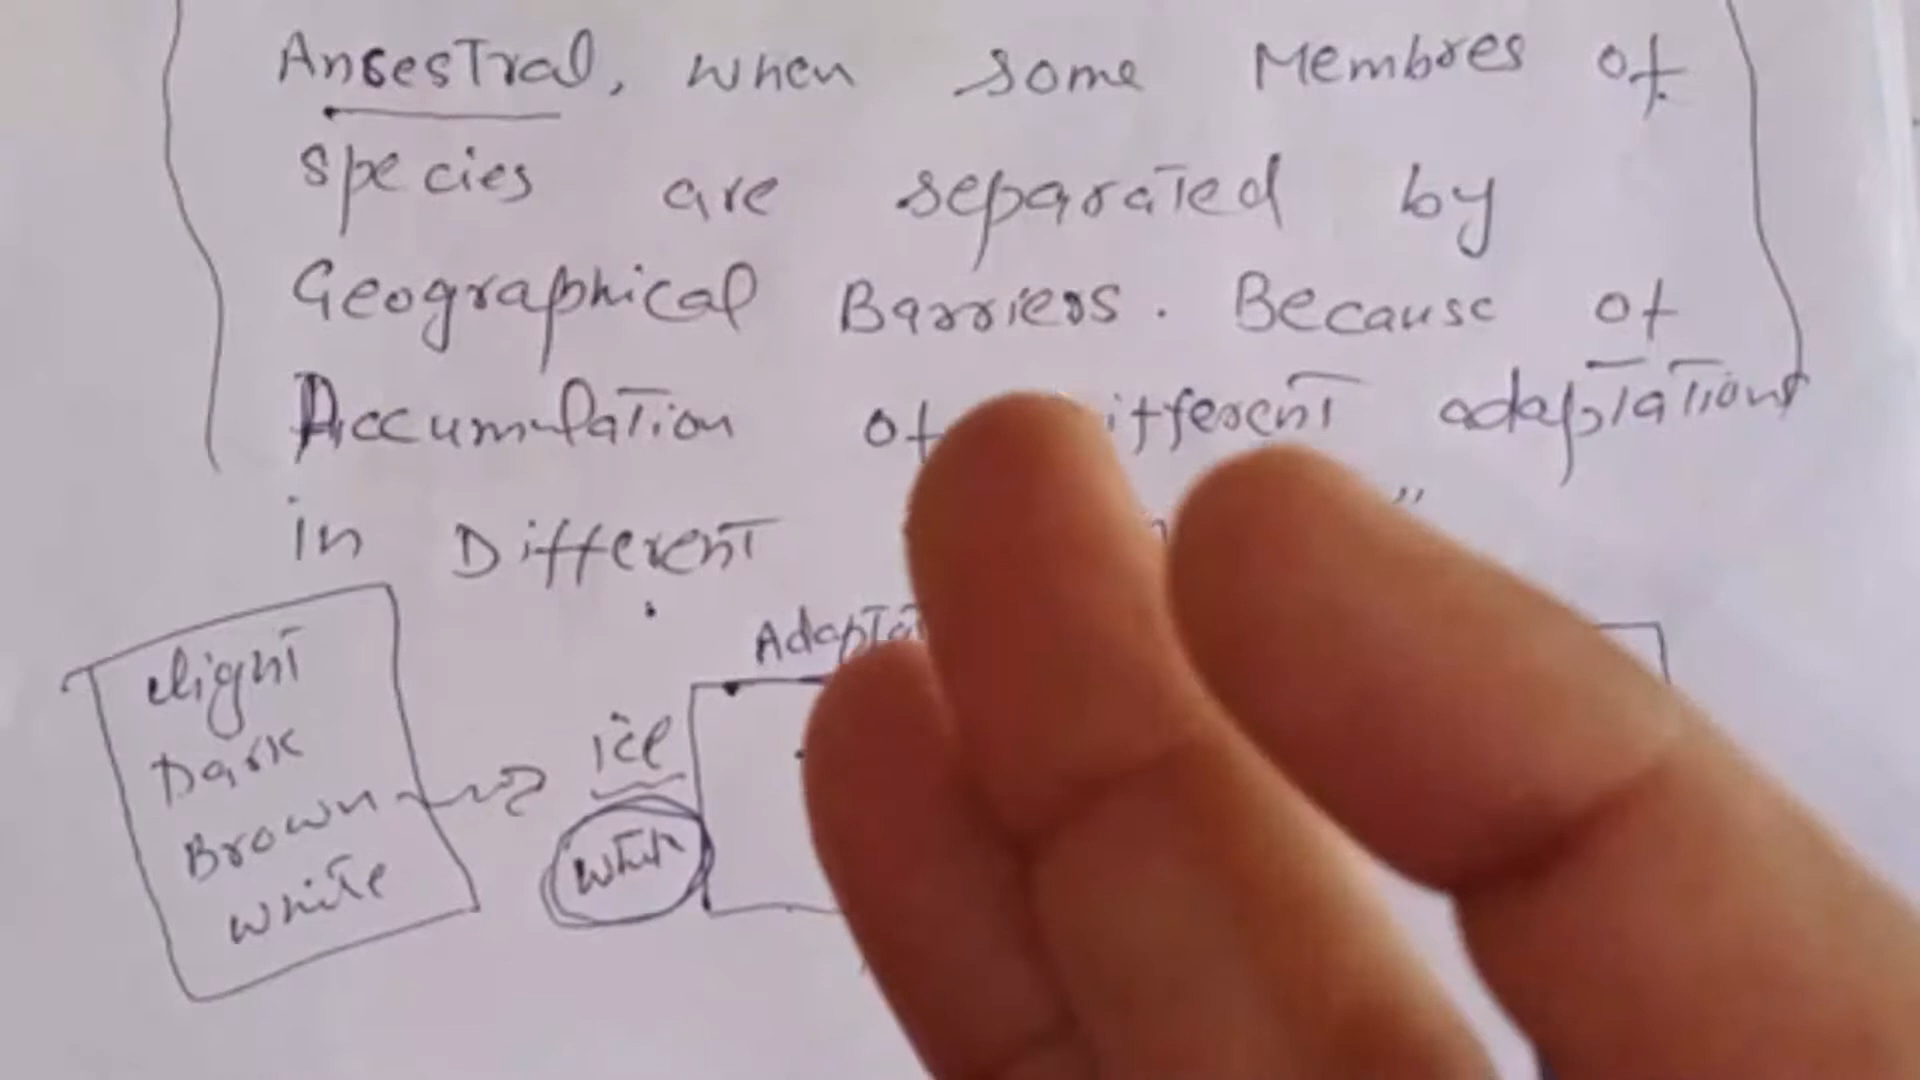 Ansestral, when some Membres of
species are separated by
Geographical Barriers. Because of
Accumulation of ifferent adaptations
in Different "
Adapta
light
Dark
Brown
white
ice
white